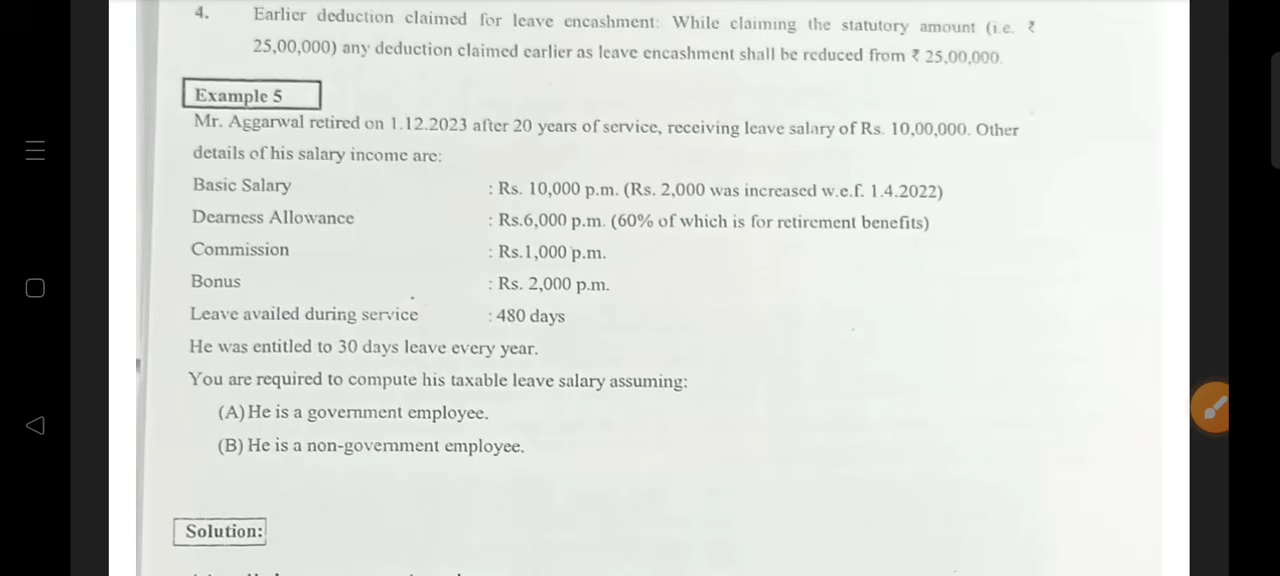 4. Earlier deduction claimed for leave encashment: While claiming the statutory amount (i.e. ₹
25,00,000) any deduction claimed earlier as leave encashment shall be reduced from ₹ 25,00,000.
Example 5
Mr. Aggarwal retired on 1.12.2023 after 20 years of service, receiving leave salary of Rs. 10,00,000. Other
details of his salary income are:
Basic Salary : Rs. 10,000 p.m. (Rs. 2,000 was increased w.e.f. 1.4.2022)
Dearness Allowance : Rs.6,000 p.m. (60% of which is for retirement benefits)
Commission : Rs.1,000 p.m.
Bonus : Rs. 2,000 p.m.
Leave availed during service : 480 days
He was entitled to 30 days leave every year.
You are required to compute his taxable leave salary assuming:
(A) He is a government employee.
(B) He is a non-government employee.
Solution: